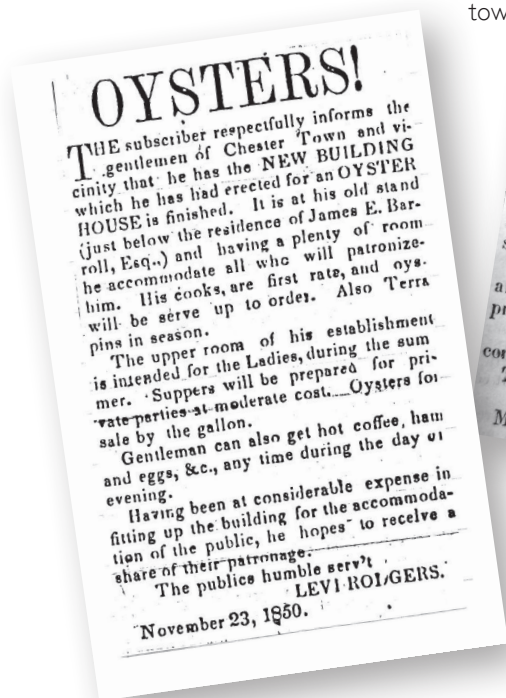 tow
OYSTERS!
THE subscriber respectfully informs the
gentlemen of Chester Town and vi-
cinity that he has the NEW BUILDING
which he has had erected for an OYSTER
HOUSE is finished. It is at his old stand
(just below the residence of James E. Bar-
roll, Esq.,) and having a plenty of room
he accommodate all who will patronize
him. His cooks, are first rate, and oys.
will be serve up to order. Also Terra
pins in season.
The upper room of his establishment
is intended for the Ladies, during the sum
mer. Suppers will be prepared for pri-
vate parties at moderate cost. Oysters for
sale by the gallon.
Gentleman can also get hot coffee, ham
and eggs, &c., any time during the day or
evening.
Having been at considerable expense in
fitting up the building for the accommoda-
tion of the public, he hopes to receive a
share of their patronage.
The publics humble serv't
LEVI RODGERS.
November 23, 1850.